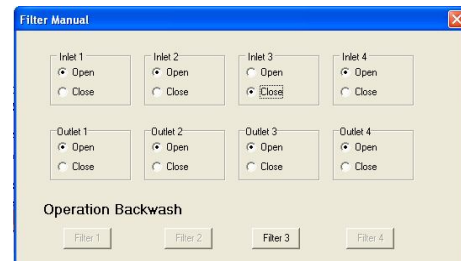 Filter Manual
Inlet 1 Inlet 2 Inlet 3 Inlet 4
Open Open Open Open
Close Close Close Close
Outlet 1 Outlet 2 Outlet 3 Outlet 4
Open Open Open Open
Close Close Close Close
Operation Backwash
Filter 1 Filter 2 Filter 3 Filter 4